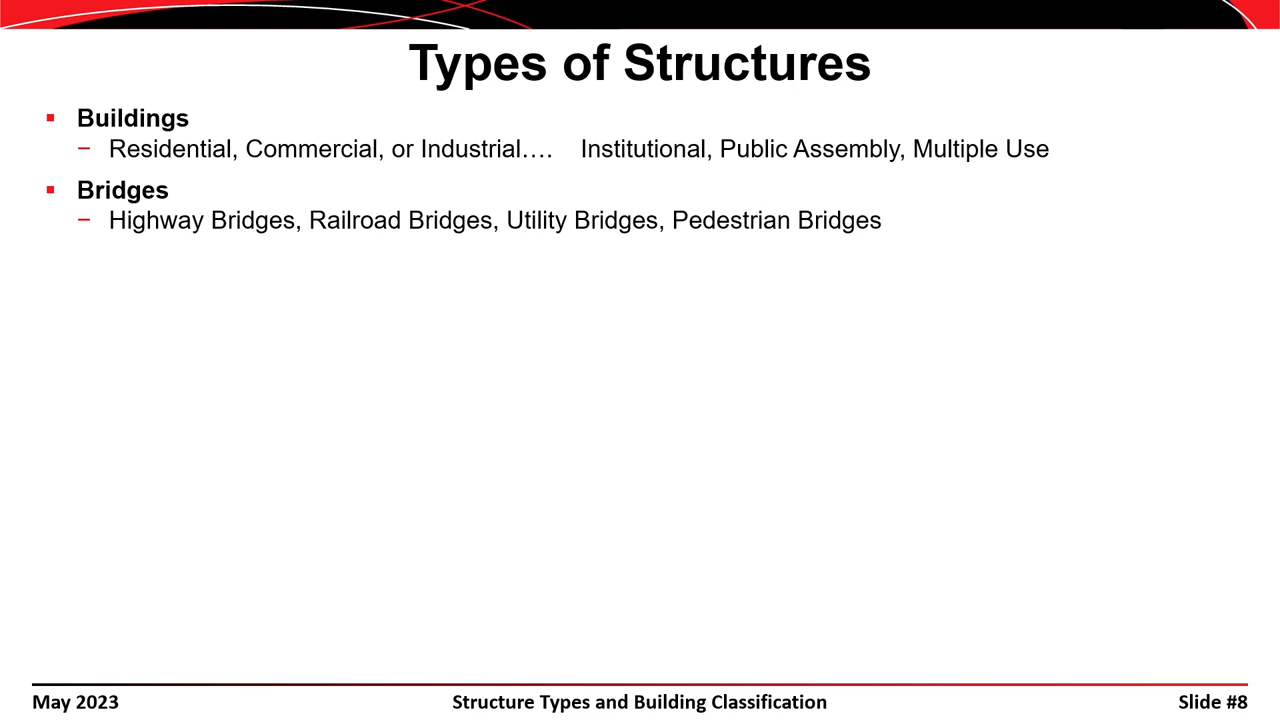 Types of Structures
▪ Buildings
− Residential, Commercial, or Industrial…. Institutional, Public Assembly, Multiple Use
▪ Bridges
− Highway Bridges, Railroad Bridges, Utility Bridges, Pedestrian Bridges
May 2023 Structure Types and Building Classification Slide #8